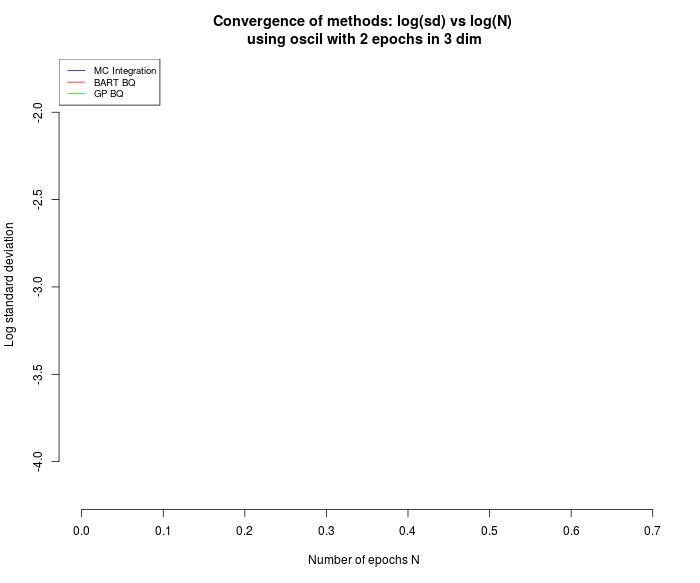 Convergence of methods: log(sd) vs log(N)
using oscil with 2 epochs in 3 dim
MC Integration
BART BQ
GP BQ
Log standard deviation
-2.0
-2.5
-3.0
-3.5
-4.0
0.0 0.1 0.2 0.3 0.4 0.5 0.6 0.7
Number of epochs N